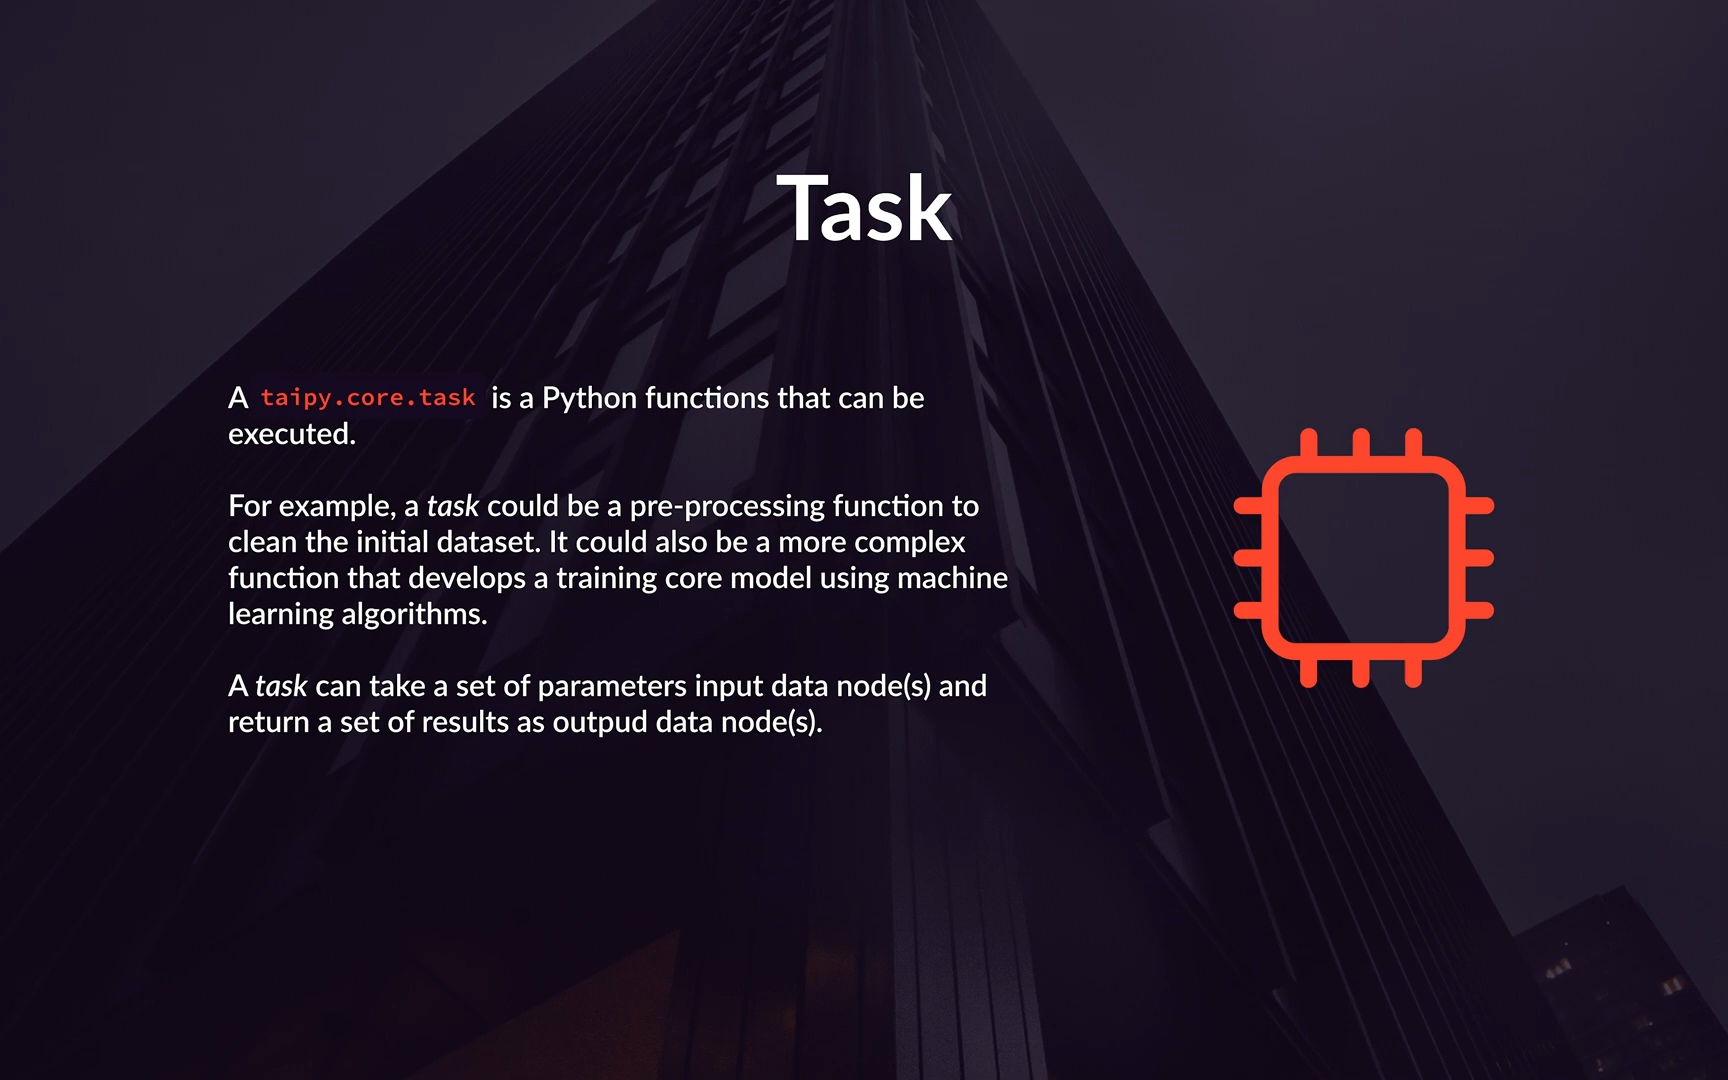 Task
A taipy.core.task is a Python functions that can be
executed.
For example, a task could be a pre-processing function to
clean the initial dataset. It could also be a more complex
function that develops a training core model using machine
learning algorithms.
A task can take a set of parameters input data node(s) and
return a set of results as outpud data node(s).